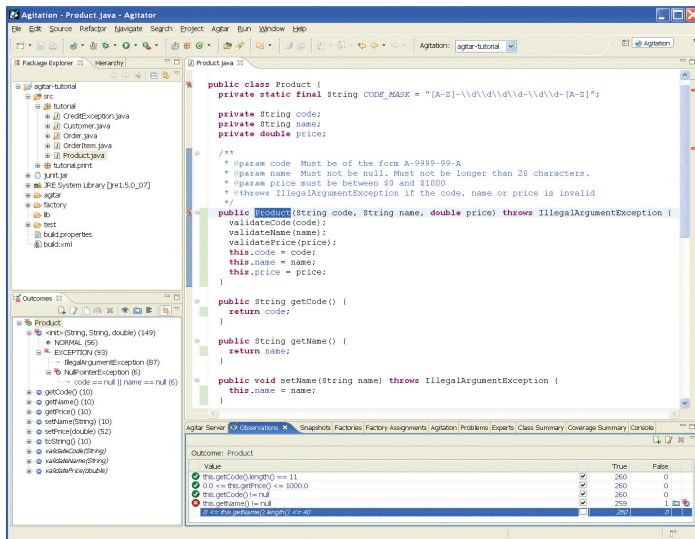 Agitation - Product.java - Agitator
File Edit Source Refactor Navigate Search Project Agitar Run Window Help
Agitation: agitar-tutorial Agitation
Package Explorer Hierarchy
agitar-tutorial
src
tutorial
CreditException.java
Customer.java
Order.java
OrderItem.java
Product.java
tutorial.print
junit.jar
JRE System Library [jre1.5.0_07]
agitar
factory
lib
test
build.properties
build.xml
Outcomes
Product
<init>(String, String, double) (149)
NORMAL (56)
EXCEPTION (93)
IllegalArgumentException (87)
NullPointerException (6)
code == null || name == null (6)
getCode() (10)
getName() (10)
getPrice() (10)
setName(String) (10)
setPrice(double) (52)
toString() (10)
validateCode(String)
validateName(String)
validatePrice(double)
Product.java
public class Product {
private static final String CODE_MASK = "[A-Z]-\\d\\d\\d\\d-\\d\\d-[A-Z]";
private String code;
private String name;
private double price;
/**
* @param code Must be of the form A-9999-99-A
* @param name Must not be null. Must not be longer than 20 characters.
* @param price must be between $0 and $1000
* @throws IllegalArgumentException if the code, name or price is invalid
*/
public Product(String code, String name, double price) throws IllegalArgumentException {
validateCode(code);
validateName(name);
validatePrice(price);
this.code = code;
this.name = name;
this.price = price;
}
public String getCode() {
return code;
}
public String getName() {
return name;
}
public void setName(String name) throws IllegalArgumentException {
this.name = name;
}
Agitar Server Observations Snapshots Factories Factory Assignments Agitation Problems Experts Class Summary Coverage Summary Console
Outcome: Product
Value True False
this.getCode().length() == 11 260 0
0.0 <= this.getPrice() <= 1000.0 260 0
this.getCode() != null 260 0
this.getName() != null 259 1
0 <= this.getName().length() <= 40 260 0